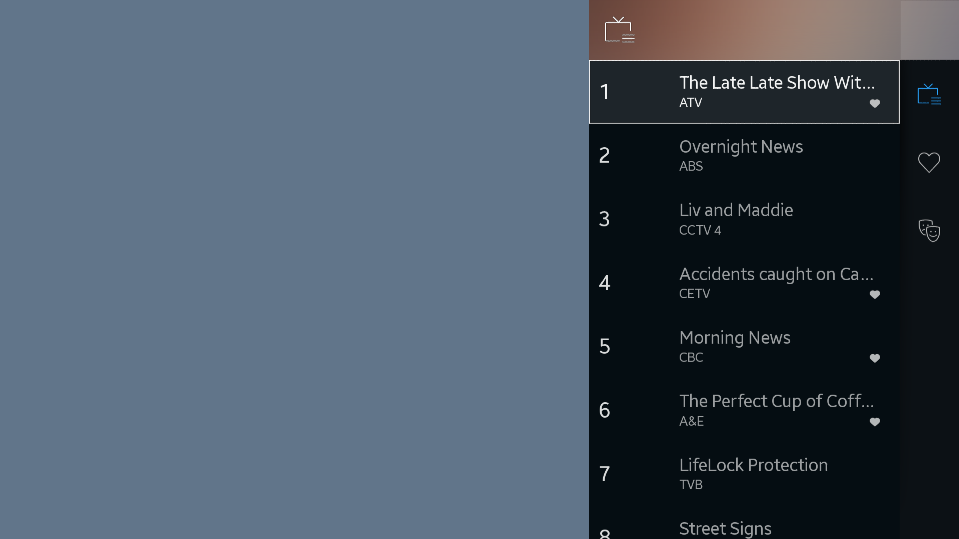 1
The Late Late Show Wit...
ATV
2
Overnight News
ABS
3
Liv and Maddie
CCTV 4
4
Accidents caught on Ca...
CETV
5
Morning News
CBC
6
The Perfect Cup of Coff...
A&E
7
LifeLock Protection
TVB
8
Street Signs